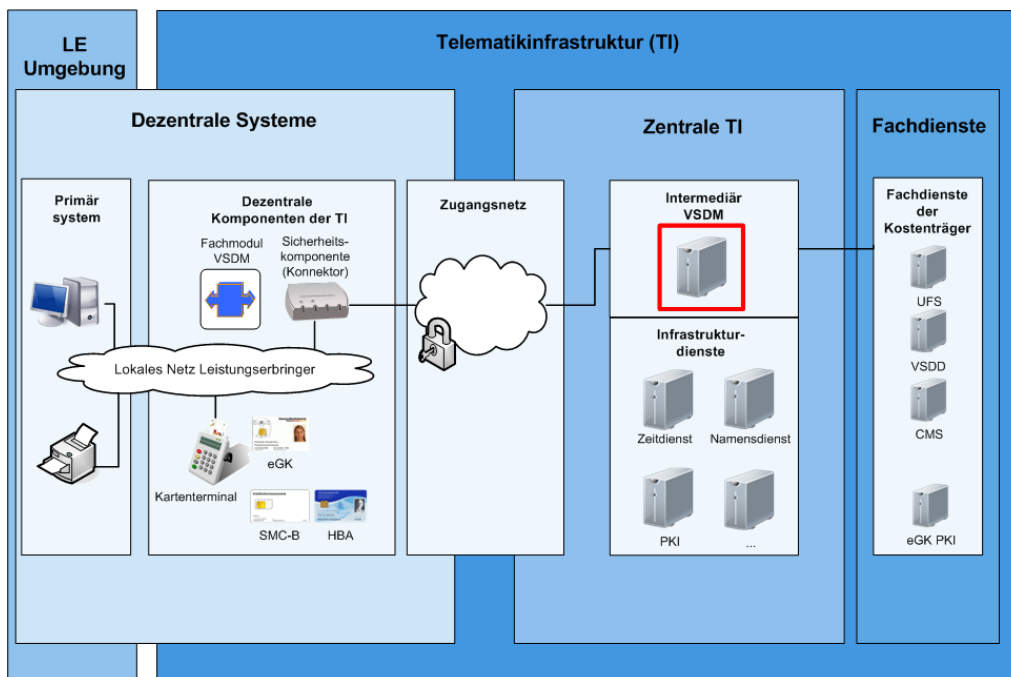 LE
Umgebung
Telematikinfrastruktur (TI)
Dezentrale Systeme
Zentrale TI
Fachdienste
Primär
system
Dezentrale
Komponenten der TI
Fachmodul
VSDM
Sicherheits-
komponente
(Konnektor)
Lokales Netz Leistungserbringer
Kartenterminal
eGK
SMC-B
HBA
Zugangsnetz
Intermediär
VSDM
Infrastruktur-
dienste
Zeitdienst
Namensdienst
PKI
...
Fachdienste
der
Kostenträger
UFS
VSDD
CMS
eGK PKI